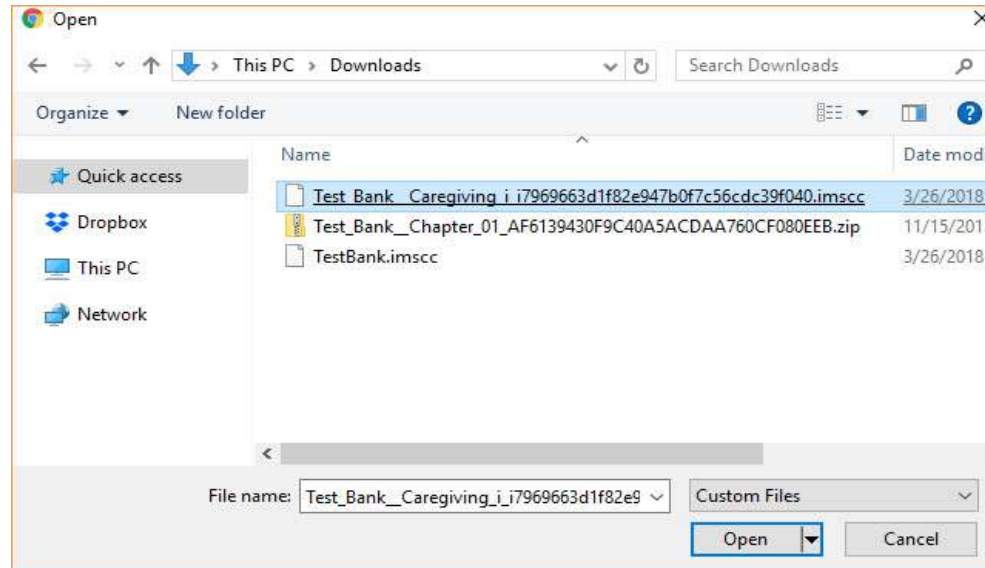 Open
This PC > Downloads
Search Downloads
Organize
New folder
Name
Date mod
Quick access
Test_Bank__Caregiving_i_i7969663d1f82e947b0f7c56cdc39f040.imscc
3/26/2018
Dropbox
Test_Bank__Chapter_01_AF6139430F9C40A5ACDAA760CF080EEB.zip
11/15/201
This PC
TestBank.imscc
3/26/2018
Network
File name:
Test_Bank__Caregiving_i_i7969663d1f82e9
Custom Files
Open
Cancel